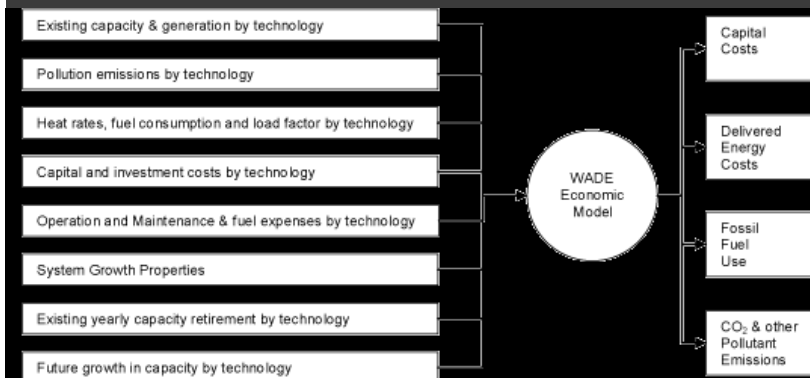 Existing capacity & generation by technology
Pollution emissions by technology
Heat rates, fuel consumption and load factor by technology
Capital and investment costs by technology
Operation and Maintenance & fuel expenses by technology
System Growth Properties
Existing yearly capacity retirement by technology
Future growth in capacity by technology
WADE
Economic
Model
Capital
Costs
Delivered
Energy
Costs
Fossil
Fuel
Use
CO₂ & other
Pollutant
Emissions